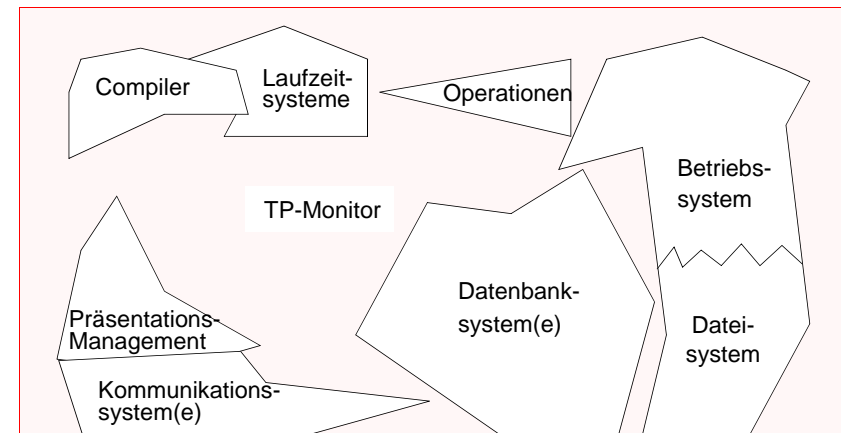 Compiler
Laufzeit-
systeme
Operationen
Betriebs-
system
TP-Monitor
Datenbank-
system(e)
Präsentations-
Management
Datei-
system
Kommunikations-
system(e)